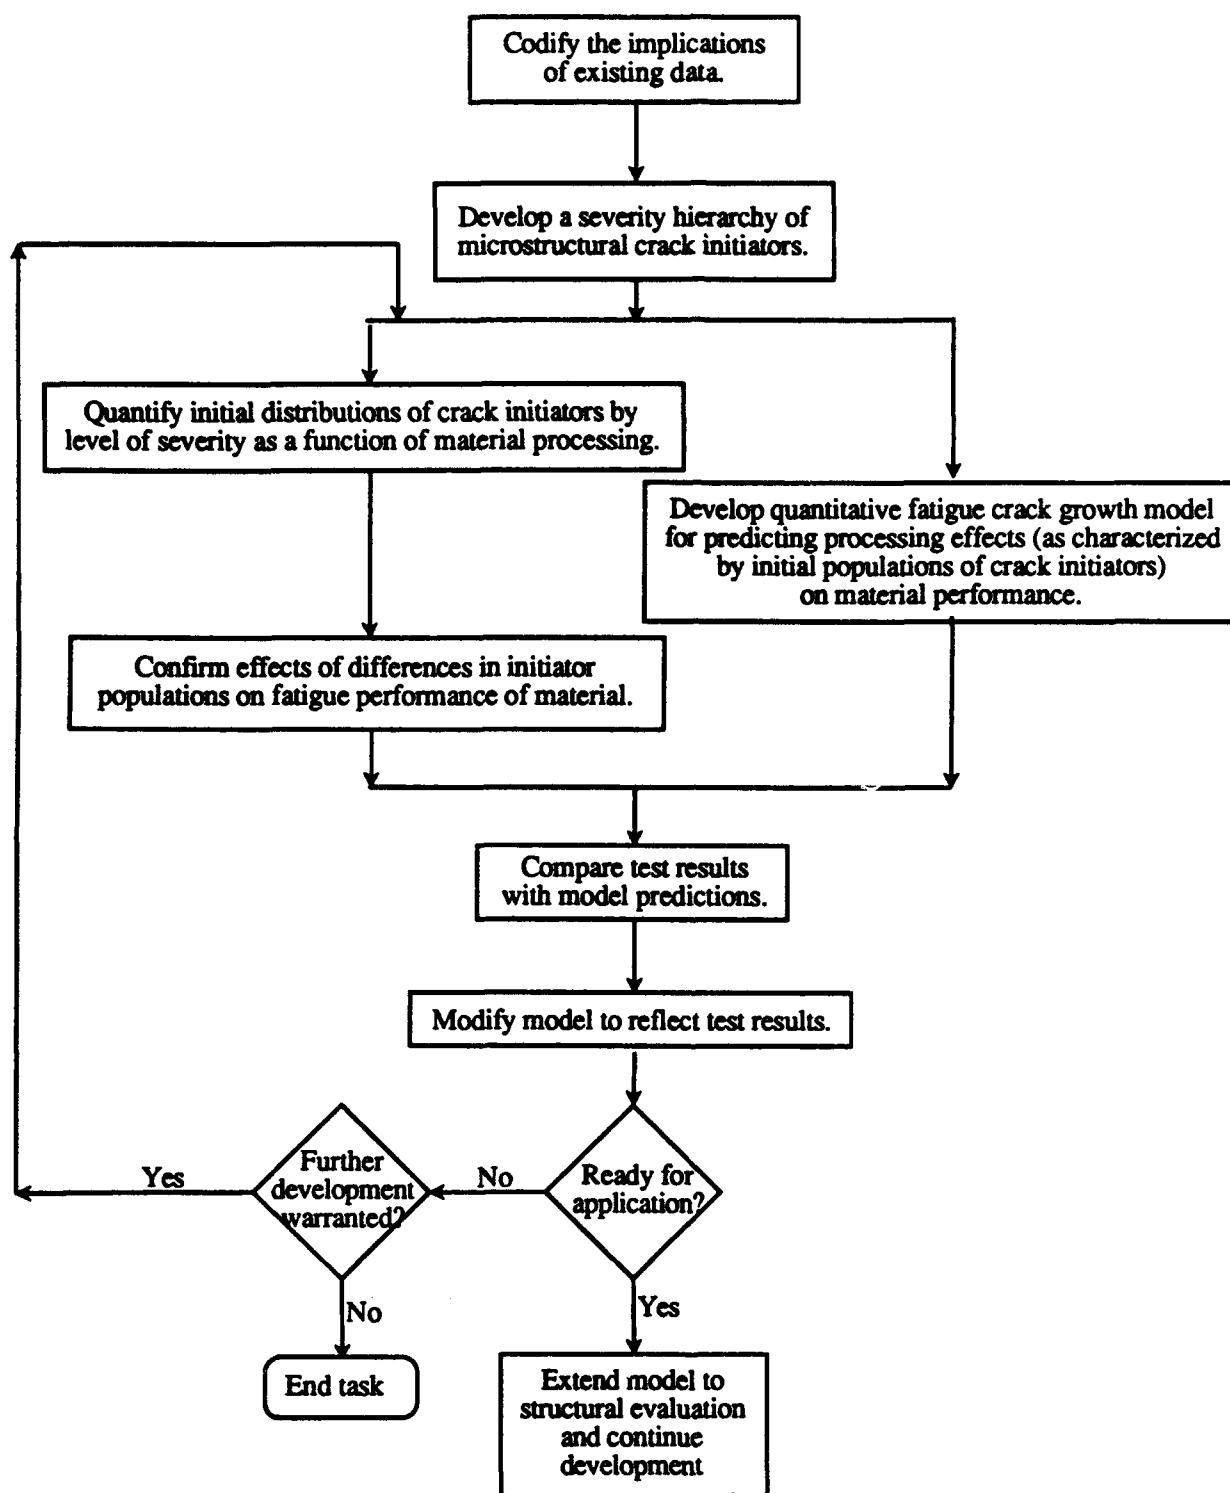 Codify the implications
of existing data.
Develop a severity hierarchy of
microstructural crack initiators.
Quantify initial distributions of crack initiators by
level of severity as a function of material processing.
Develop quantitative fatigue crack growth model
for predicting processing effects (as characterized
by initial populations of crack initiators)
on material performance.
Confirm effects of differences in initiator
populations on fatigue performance of material.
Compare test results
with model predictions.
Modify model to reflect test results.
Yes
Further
development
warranted?
No
Ready for
application?
No
Yes
End task
Extend model to
structural evaluation
and continue
development